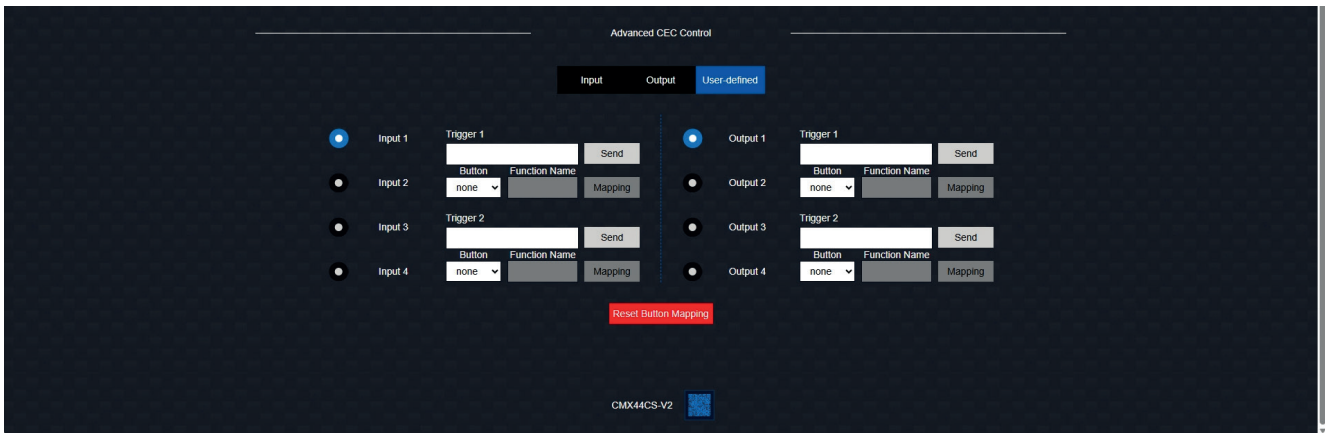 Advanced CEC Control
Input Output User-defined
Input 1 Trigger 1 Output 1 Trigger 1
Send Send
Button Function Name Button Function Name
Input 2 none Mapping Output 2 none Mapping
Input 3 Trigger 2 Output 3 Trigger 2
Send Send
Button Function Name Button Function Name
Input 4 none Mapping Output 4 none Mapping
Reset Button Mapping
CMX44CS-V2